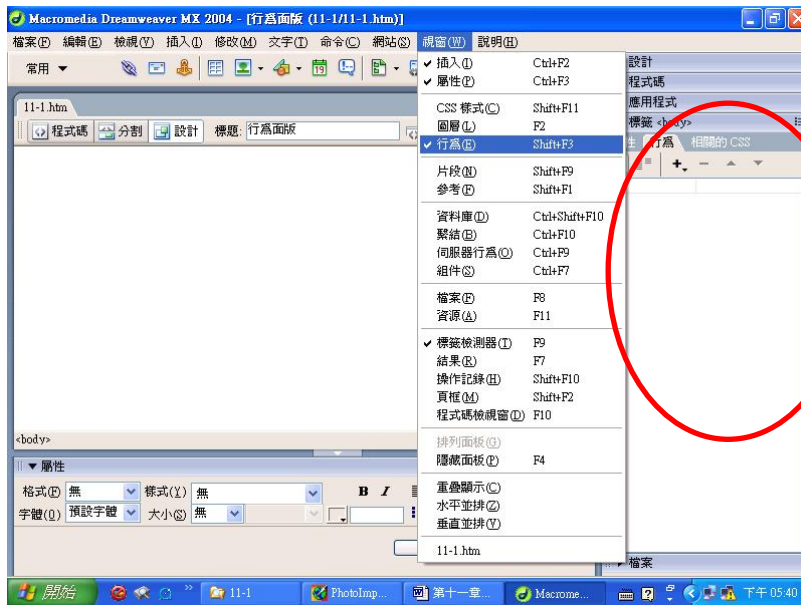 Macromedia Dreamweaver MX 2004 - [行為面版 (11-1/11-1.htm)]
檔案(F) 編輯(E) 檢視(V) 插入(I) 修改(M) 文字(T) 命令(C) 網站(S) 視窗(W) 說明(H)
常用
11-1.htm
程式碼 分割 設計 標題: 行為面版
插入(I) Ctrl+F2
屬性(P) Ctrl+F3
CSS 樣式(C) Shift+F11
圖層(L) F2
行為(E) Shift+F3
片段(N) Shift+F9
參考(F) Shift+F1
資料庫(D) Ctrl+Shift+F10
繫結(B) Ctrl+F10
伺服器行為(O) Ctrl+F9
組件(S) Ctrl+F7
檔案(F) F8
資源(A) F11
標籤檢測器(T) F9
結果(R) F7
操作記錄(H) Shift+F10
頁框(M) Shift+F2
程式碼檢視窗(D) F10
排列面板(G)
隱藏面板(P) F4
重疊顯示(C)
水平並排(Z)
垂直並排(Y)
11-1.htm
設計
程式碼
應用程式
標籤 <body>
性 行為 相關的 CSS
檔案
<body>
屬性
格式(F) 無 樣式(Y) 無 B I
字體(O) 預設字體 大小(S) 無
開始 11-1 PhotoImp... 第十一章... Macrome... 下午 05:40